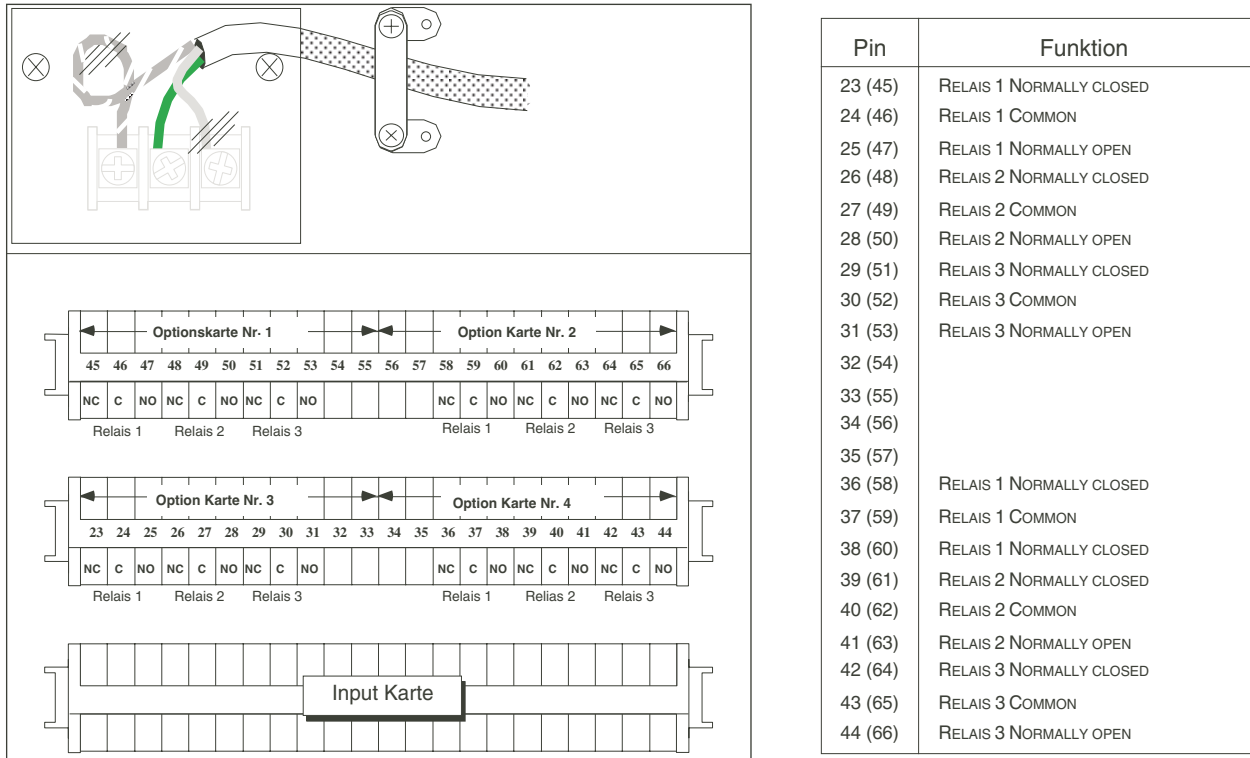 Optionskarte Nr. 1 Option Karte Nr. 2
45 46 47 48 49 50 51 52 53 54 55 56 57 58 59 60 61 62 63 64 65 66
NC C NO NC C NO NC C NO NC C NO NC C NO NC C NO
Relais 1 Relais 2 Relais 3 Relais 1 Relais 2 Relais 3
Option Karte Nr. 3 Option Karte Nr. 4
23 24 25 26 27 28 29 30 31 32 33 34 35 36 37 38 39 40 41 42 43 44
NC C NO NC C NO NC C NO NC C NO NC C NO NC C NO
Relais 1 Relais 2 Relais 3 Relais 1 Relias 2 Relais 3
Input Karte
Pin Funktion
23 (45) RELAIS 1 NORMALLY CLOSED
24 (46) RELAIS 1 COMMON
25 (47) RELAIS 1 NORMALLY OPEN
26 (48) RELAIS 2 NORMALLY CLOSED
27 (49) RELAIS 2 COMMON
28 (50) RELAIS 2 NORMALLY OPEN
29 (51) RELAIS 3 NORMALLY CLOSED
30 (52) RELAIS 3 COMMON
31 (53) RELAIS 3 NORMALLY OPEN
32 (54)
33 (55)
34 (56)
35 (57)
36 (58) RELAIS 1 NORMALLY CLOSED
37 (59) RELAIS 1 COMMON
38 (60) RELAIS 1 NORMALLY CLOSED
39 (61) RELAIS 2 NORMALLY CLOSED
40 (62) RELAIS 2 COMMON
41 (63) RELAIS 2 NORMALLY OPEN
42 (64) RELAIS 3 NORMALLY CLOSED
43 (65) RELAIS 3 COMMON
44 (66) RELAIS 3 NORMALLY OPEN